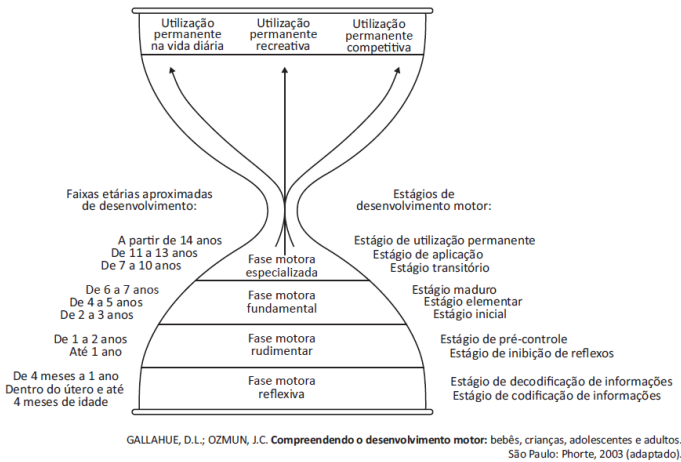 Utilização
permanente
na vida diária
Utilização
permanente
recreativa
Utilização
permanente
competitiva
Faixas etárias aproximadas
de desenvolvimento:
Estágios de
desenvolvimento motor:
A partir de 14 anos
De 11 a 13 anos
De 7 a 10 anos
Fase motora
especializada
Estágio de utilização permanente
Estágio de aplicação
Estágio transitório
De 6 a 7 anos
De 4 a 5 anos
De 2 a 3 anos
Fase motora
fundamental
Estágio maduro
Estágio elementar
Estágio inicial
De 1 a 2 anos
Até 1 ano
Fase motora
rudimentar
Estágio de pré-controle
Estágio de inibição de reflexos
De 4 meses a 1 ano
Dentro do útero e até
4 meses de idade
Fase motora
reflexiva
Estágio de decodificação de informações
Estágio de codificação de informações
GALLAHUE, D.L.; OZMUN, J.C. Compreendendo o desenvolvimento motor: bebês, crianças, adolescentes e adultos.
São Paulo: Phorte, 2003 (adaptado).